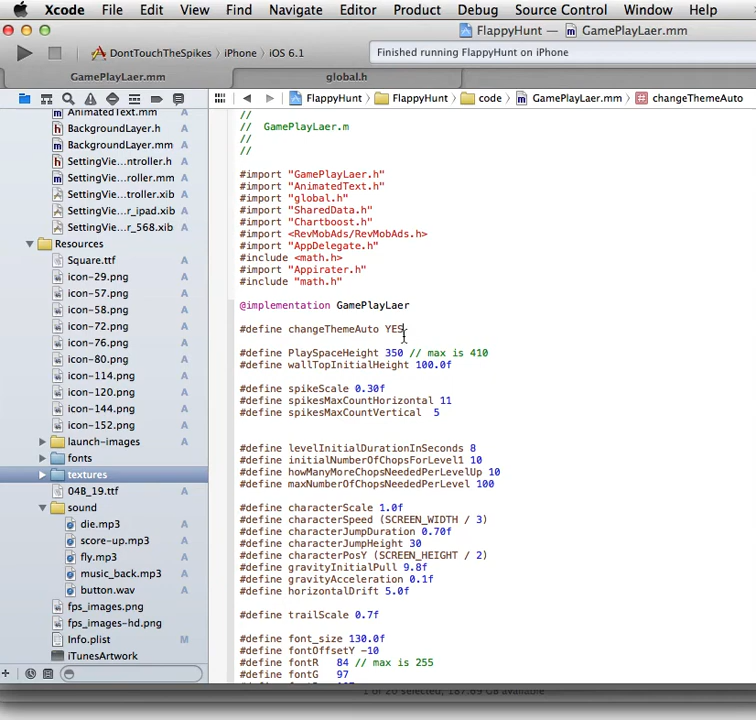 Xcode File Edit View Find Navigate Editor Product Debug Source Control Window Help
FlappyHunt — GamePlayLaer.mm
DontTouchTheSpikes › iPhone › iOS 6.1
Finished running FlappyHunt on iPhone
GamePlayLaer.mm
global.h
FlappyHunt › FlappyHunt › code › GamePlayLaer.mm › changeThemeAuto
AnimatedText.mm A
BackgroundLayer.h A
BackgroundLayer.mm A
SettingVie...ntroller.h A
SettingVie...roller.mm A
SettingVie...troller.xib A
SettingVie...r_ipad.xib A
SettingVie...r_568.xib A
Resources
Square.ttf A
icon-29.png A
icon-57.png A
icon-58.png A
icon-72.png A
icon-76.png A
icon-80.png A
icon-114.png A
icon-120.png A
icon-144.png A
icon-152.png A
launch-images
fonts
textures
04B_19.ttf A
sound
die.mp3 A
score-up.mp3 A
fly.mp3 A
music_back.mp3 A
button.wav A
fps_images.png A
fps_images-hd.png A
Info.plist M
iTunesArtwork A
//
// GamePlayLaer.m
//
//
#import "GamePlayLaer.h"
#import "AnimatedText.h"
#import "global.h"
#import "SharedData.h"
#import "Chartboost.h"
#import <RevMobAds/RevMobAds.h>
#import "AppDelegate.h"
#include <math.h>
#import "Appirater.h"
#include "math.h"
@implementation GamePlayLaer
#define changeThemeAuto YES
#define PlaySpaceHeight 350 // max is 410
#define wallTopInitialHeight 100.0f
#define spikeScale 0.30f
#define spikesMaxCountHorizontal 11
#define spikesMaxCountVertical 5
#define levelInitialDurationInSeconds 8
#define initialNumberOfChopsForLevel1 10
#define howManyMoreChopsNeededPerLevelUp 10
#define maxNumberOfChopsNeededPerLevel 100
#define characterScale 1.0f
#define characterSpeed (SCREEN_WIDTH / 3)
#define characterJumpDuration 0.70f
#define characterJumpHeight 30
#define characterPosY (SCREEN_HEIGHT / 2)
#define gravityInitialPull 9.8f
#define gravityAcceleration 0.1f
#define horizontalDrift 5.0f
#define trailScale 0.7f
#define font_size 130.0f
#define fontOffsetY -10
#define fontR 84 // max is 255
#define fontG 97
1 of 20 selected, 187.69 GB available